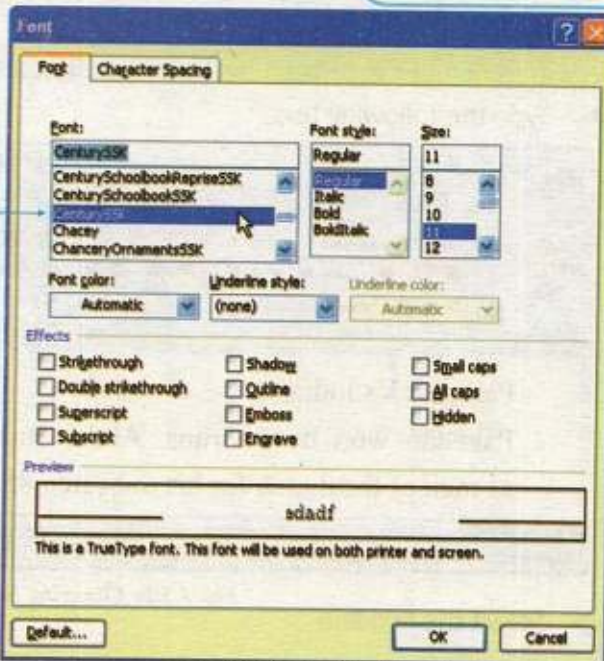 Font
Font Character Spacing
Font: Font style: Size:
CenturySSK Regular 11
CenturySchoolbookRepriseSSK Regular 8
CenturySchoolbookSSK Italic 9
CenturySSK Bold 10
Chacey BoldItalic 11
ChanceryOrnamentsSSK 12
Font color: Underline style: Underline color:
Automatic (none) Automatic
Effects
Strikethrough Shadow Small caps
Double strikethrough Outline All caps
Superscript Emboss Hidden
Subscript Engrave
Preview
adadf
This is a TrueType font. This font will be used on both printer and screen.
Default... OK Cancel